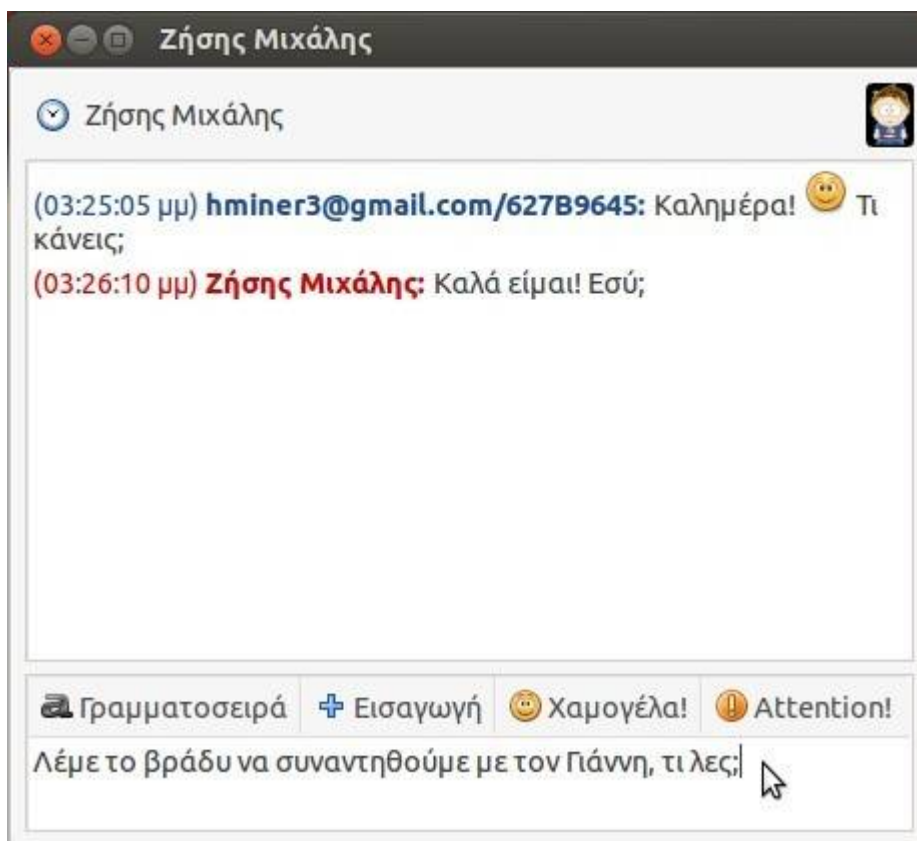 Ζήσης Μιχάλης
Ζήσης Μιχάλης
(03:25:05 μμ) hminer3@gmail.com/627B9645: Καλημέρα! Τι
κάνεις;
(03:26:10 μμ) Ζήσης Μιχάλης: Καλά είμαι! Εσύ;
Γραμματοσειρά Εισαγωγή Χαμογέλα! Attention!
Λέμε το βράδυ να συναντηθούμε με τον Γιάννη, τι λες;